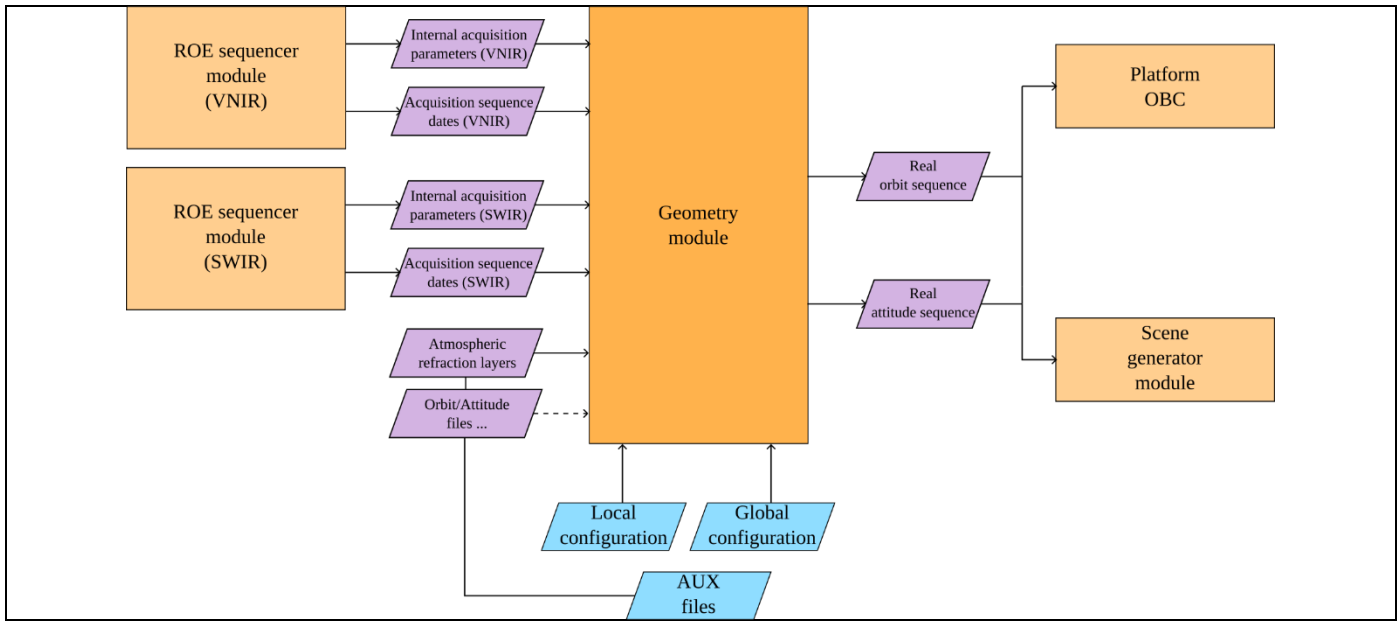 ROE sequencer
module
(VNIR)
Internal acquisition
parameters (VNIR)
Acquisition sequence
dates (VNIR)
ROE sequencer
module
(SWIR)
Internal acquisition
parameters (SWIR)
Acquisition sequence
dates (SWIR)
Atmospheric
refraction layers
Orbit/Attitude
files ...
Geometry
module
Local
configuration
Global
configuration
AUX
files
Real
orbit sequence
Real
attitude sequence
Platform
OBC
Scene
generator
module